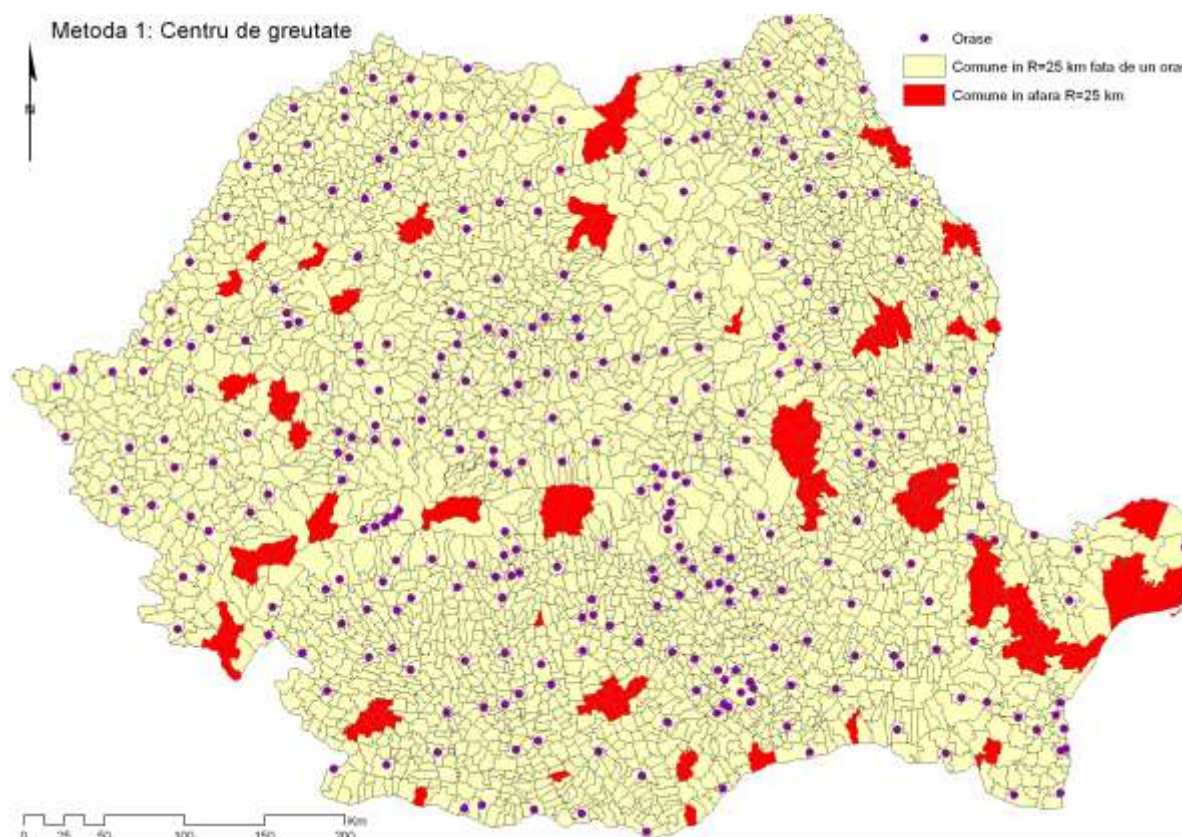 Metoda 1: Centru de greutate
Orase
Comune in R=25 km fata de un oras
Comune in afara R=25 km
N
Km
0 25 50 100 150 200